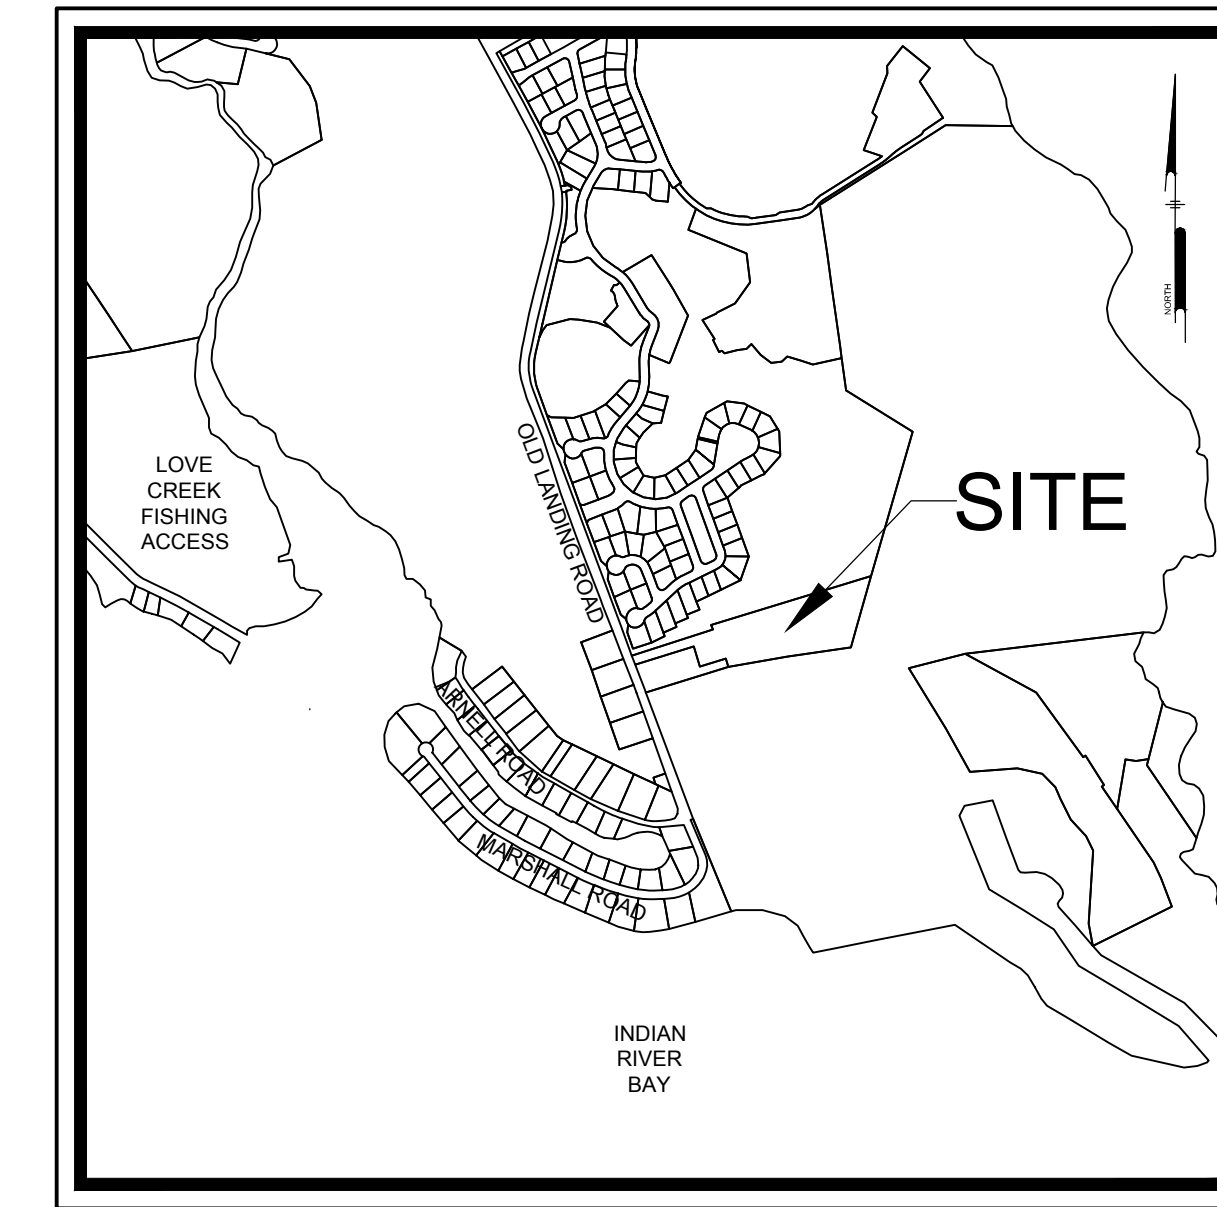 NORTH
OLD LANDING ROAD
LOVE
CREEK
FISHING
ACCESS
SITE
ARNELL ROAD
MARSHALL ROAD
INDIAN
RIVER
BAY